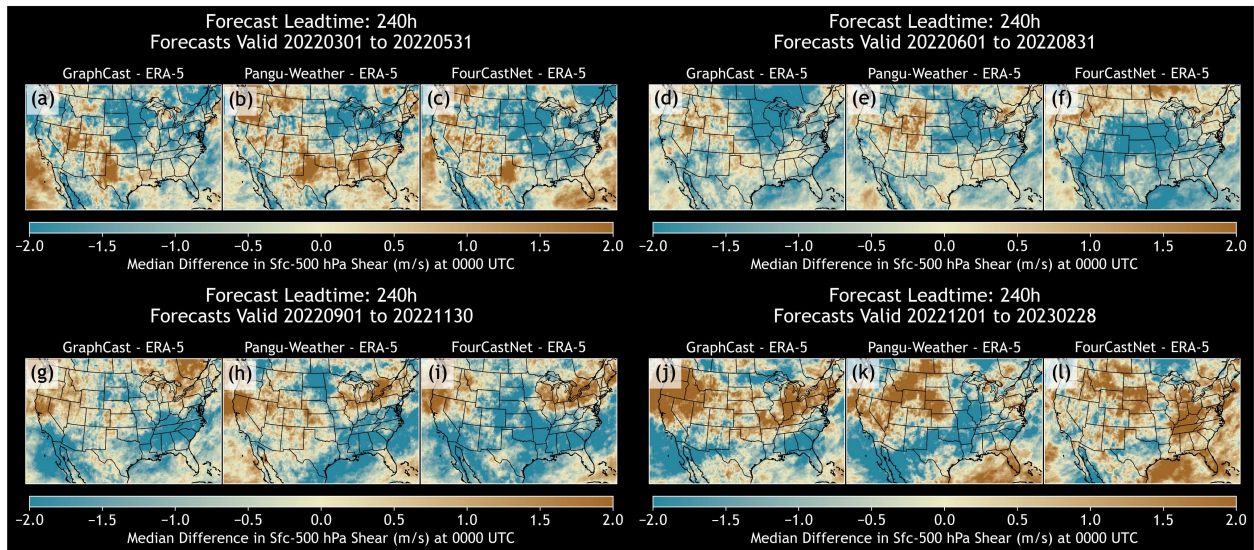 Forecast Leadtime: 240h
Forecasts Valid 20220301 to 20220531
GraphCast - ERA-5 Pangu-Weather - ERA-5 FourCastNet - ERA-5
(a) (b) (c)
−2.0 −1.5 −1.0 −0.5 0.0 0.5 1.0 1.5 2.0
Median Difference in Sfc-500 hPa Shear (m/s) at 0000 UTC
Forecast Leadtime: 240h
Forecasts Valid 20220601 to 20220831
GraphCast - ERA-5 Pangu-Weather - ERA-5 FourCastNet - ERA-5
(d) (e) (f)
−2.0 −1.5 −1.0 −0.5 0.0 0.5 1.0 1.5 2.0
Median Difference in Sfc-500 hPa Shear (m/s) at 0000 UTC
Forecast Leadtime: 240h
Forecasts Valid 20220901 to 20221130
GraphCast - ERA-5 Pangu-Weather - ERA-5 FourCastNet - ERA-5
(g) (h) (i)
−2.0 −1.5 −1.0 −0.5 0.0 0.5 1.0 1.5 2.0
Median Difference in Sfc-500 hPa Shear (m/s) at 0000 UTC
Forecast Leadtime: 240h
Forecasts Valid 20221201 to 20230228
GraphCast - ERA-5 Pangu-Weather - ERA-5 FourCastNet - ERA-5
(j) (k) (l)
−2.0 −1.5 −1.0 −0.5 0.0 0.5 1.0 1.5 2.0
Median Difference in Sfc-500 hPa Shear (m/s) at 0000 UTC